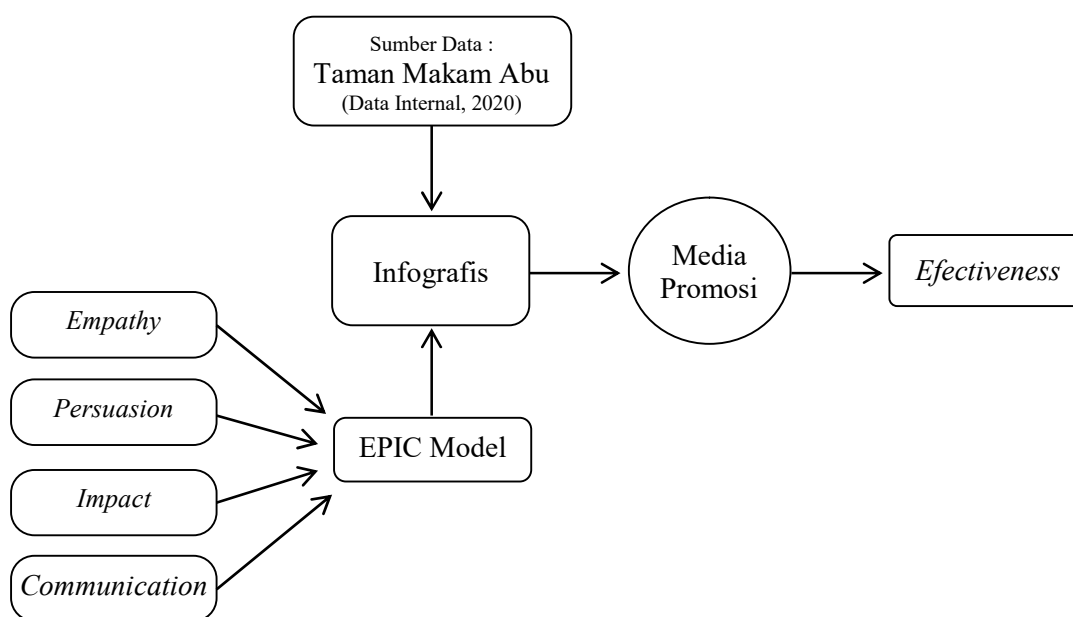 Sumber Data :
Taman Makam Abu
(Data Internal, 2020)
Infografis
Media
Promosi
Efectiveness
Empathy
Persuasion
EPIC Model
Impact
Communication